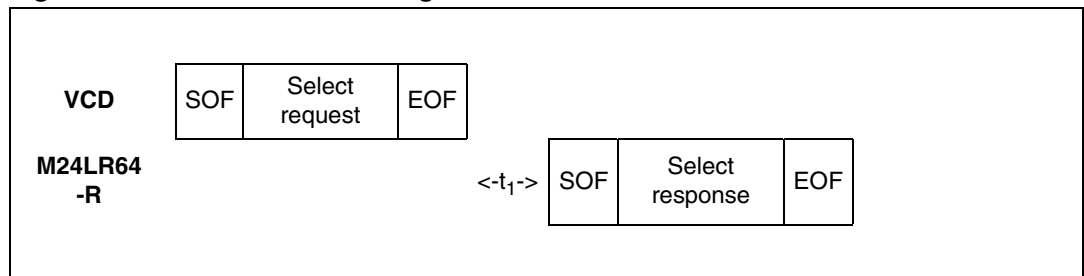 VCD SOF Select request EOF
M24LR64
-R <-t1-> SOF Select response EOF